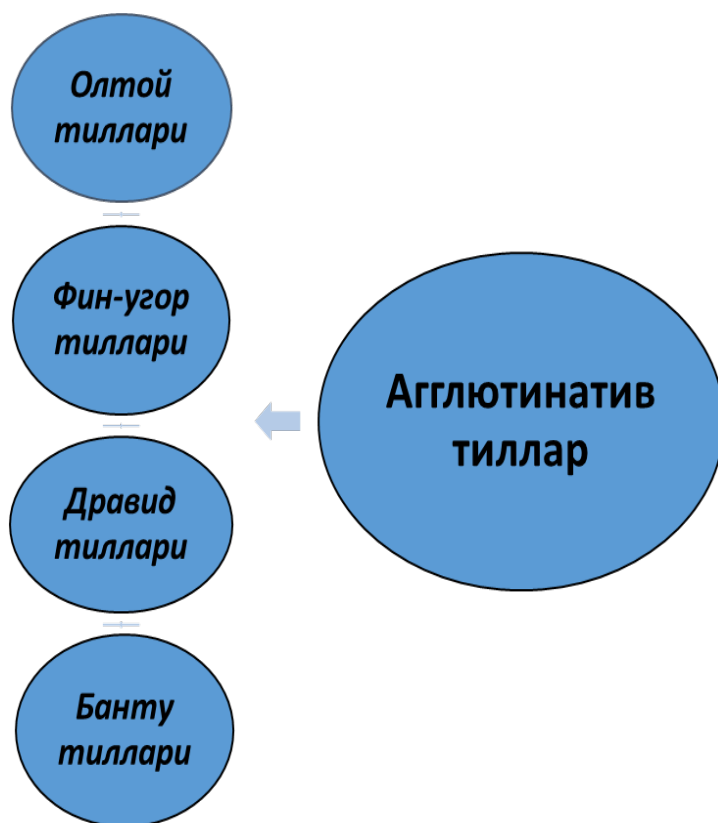 Олтой
тиллари
Фин-угор
тиллари
Дравид
тиллари
Банту
тиллари
Агглютинатив
тиллар